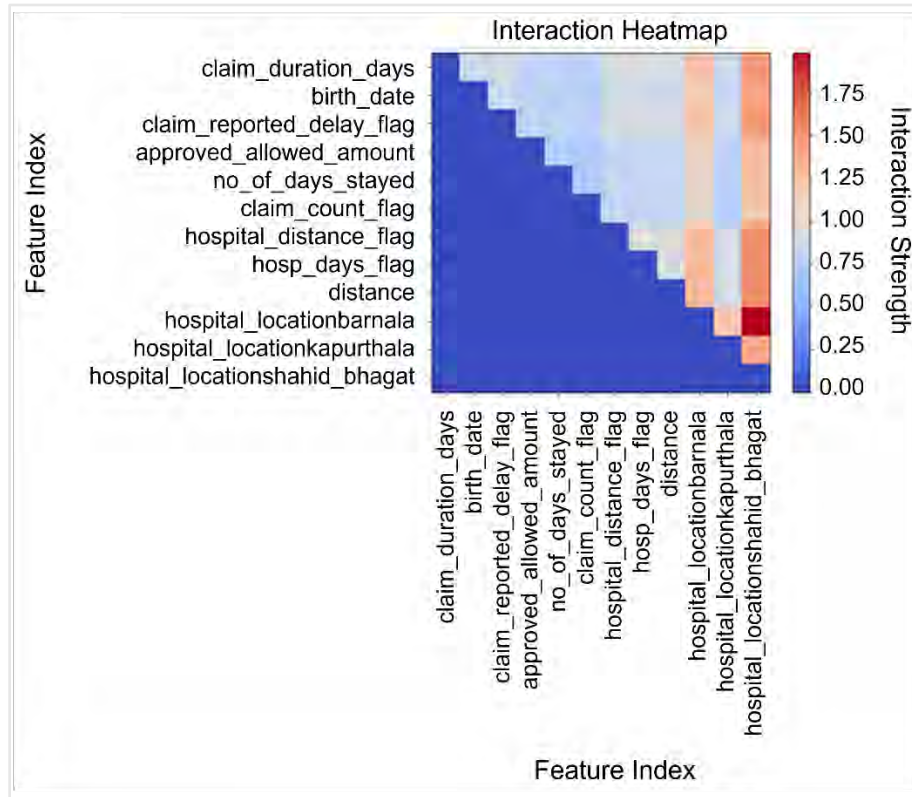 Interaction Heatmap
Feature Index
claim_duration_days
birth_date
claim_reported_delay_flag
approved_allowed_amount
no_of_days_stayed
claim_count_flag
hospital_distance_flag
hosp_days_flag
distance
hospital_locationbarnala
hospital_locationkapurthala
hospital_locationshahid_bhagat
1.75
1.50
1.25
1.00
0.75
0.50
0.25
0.00
Interaction Strength
claim_duration_days
birth_date
claim_reported_delay_flag
approved_allowed_amount
no_of_days_stayed
claim_count_flag
hospital_distance_flag
hosp_days_flag
distance
hospital_locationbarnala
hospital_locationkapurthala
hospital_locationshahid_bhagat
Feature Index